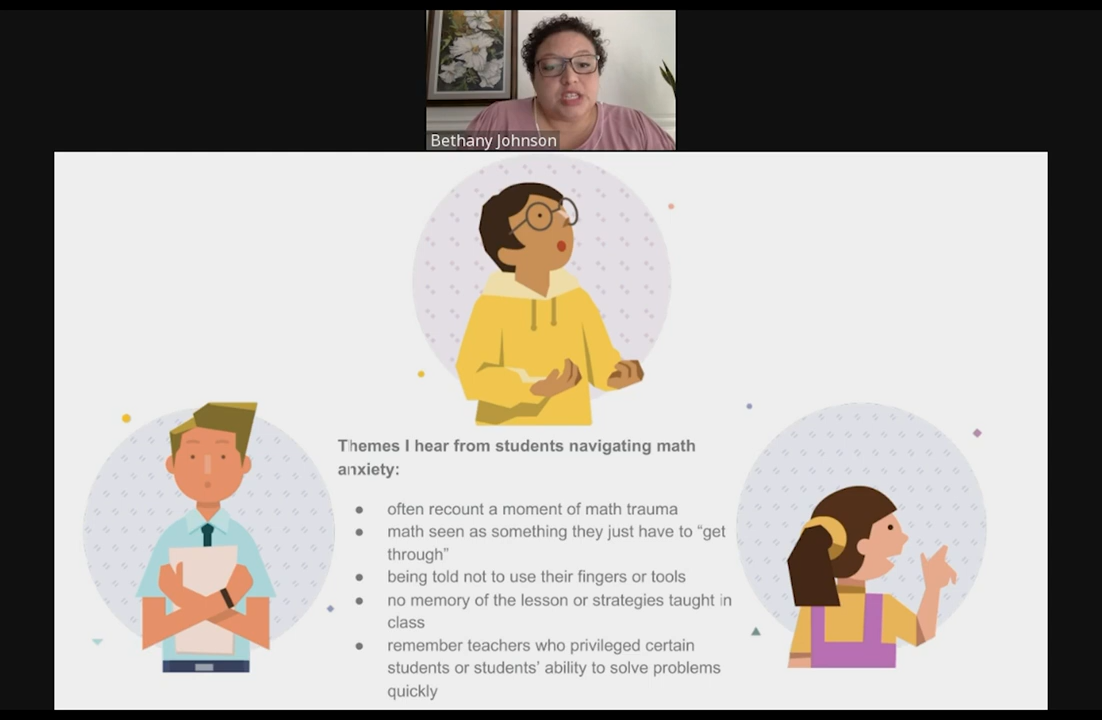 Bethany Johnson
Themes I hear from students navigating math
anxiety:
● often recount a moment of math trauma
● math seen as something they just have to “get
through”
● being told not to use their fingers or tools
● no memory of the lesson or strategies taught in
class
● remember teachers who privileged certain
students or students’ ability to solve problems
quickly